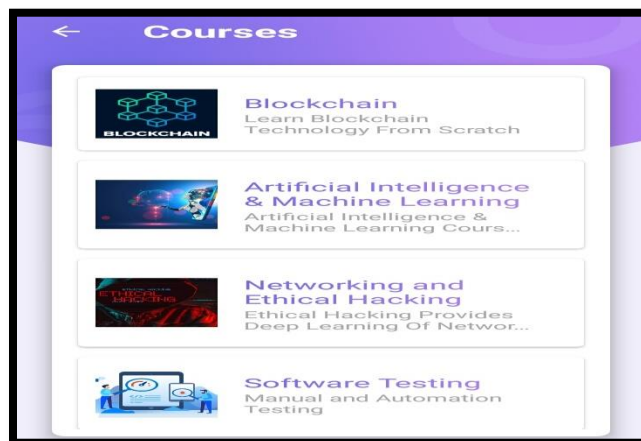 Courses
BLOCKCHAIN
Blockchain
Learn Blockchain
Technology From Scratch
Artificial Intelligence
& Machine Learning
Artificial Intelligence &
Machine Learning Cours...
ETHICAL
HACKING
Networking and
Ethical Hacking
Ethical Hacking Provides
Deep Learning Of Networ...
Software Testing
Manual and Automation
Testing